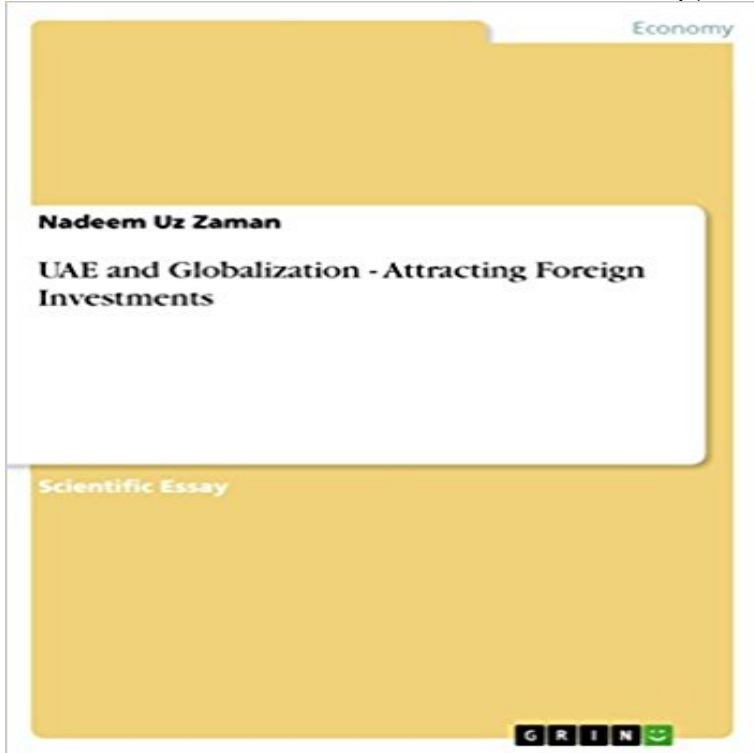 Economy
Nadeem Uz Zaman
UAE and Globalization - Attracting Foreign
Investments
Scientific Essay
GRIN